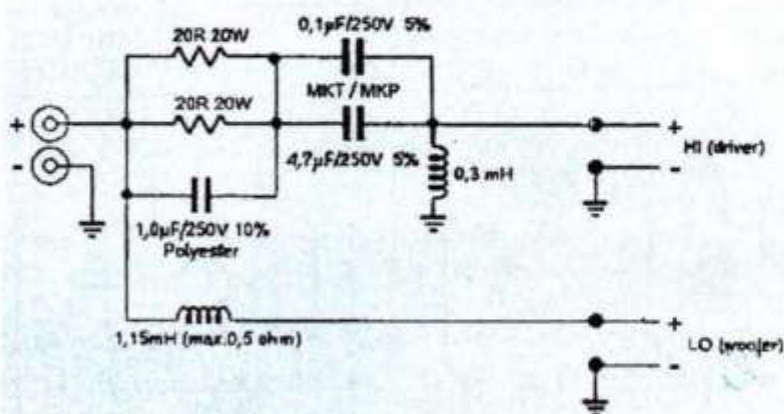 0,1µF/250V 5%
20R 20W
MKT / MKP
20R 20W
+
-
4,7µF/250V 5%
0,3 mH
+
HI (driver)
-
1,0µF/250V 10%
Polyester
1,15mH (max.0,5 ohm)
+
LO (woofer)
-